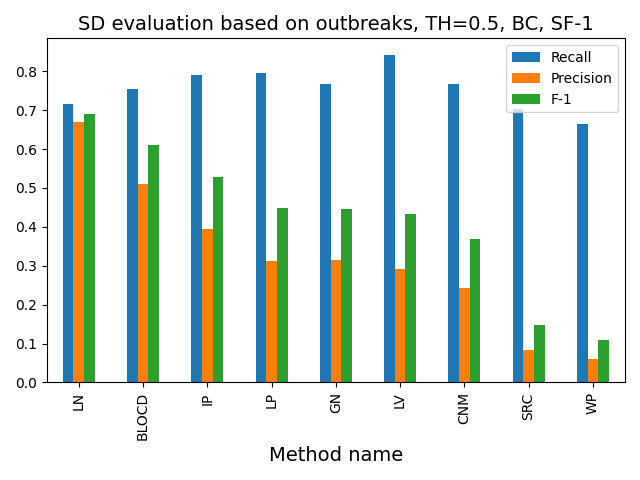 SD evaluation based on outbreaks, TH=0.5, BC, SF-1
Recall
Precision
F-1
0.8
0.7
0.6
0.5
0.4
0.3
0.2
0.1
0.0
LN
BLOCD
IP
LP
GN
LV
CNM
SRC
WP
Method name